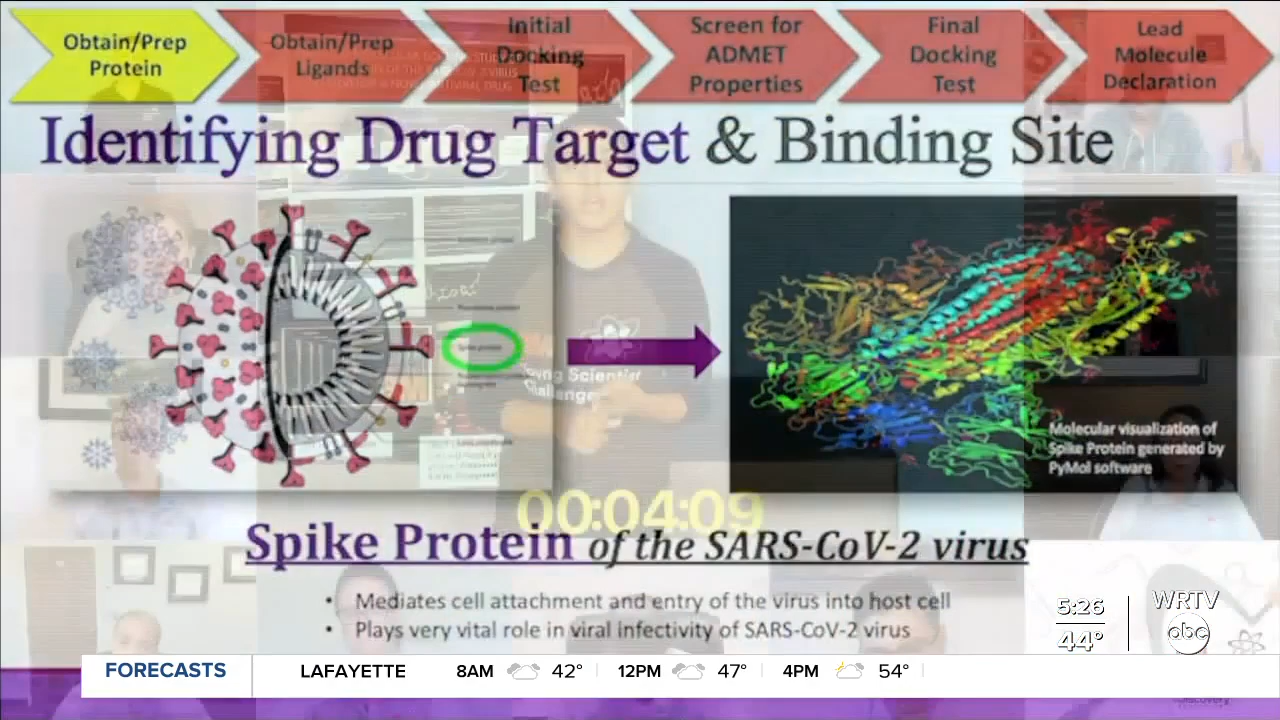 Obtain/Prep
Protein
Obtain/Prep
Ligands
Initial
Docking
Test
Screen for
ADMET
Properties
Final
Docking
Test
Lead
Molecule
Declaration
Identifying Drug Target & Binding Site
Young Scientist
Challenge
Molecular visualization of
Spike Protein generated by
PyMol software
00:04:09
Spike Protein of the SARS-CoV-2 virus
• Mediates cell attachment and entry of the virus into host cell
• Plays very vital role in viral infectivity of SARS-CoV-2 virus
5:26
44°
WRTV
abc
FORECASTS
LAFAYETTE 8AM 42° 12PM 47° 4PM 54°